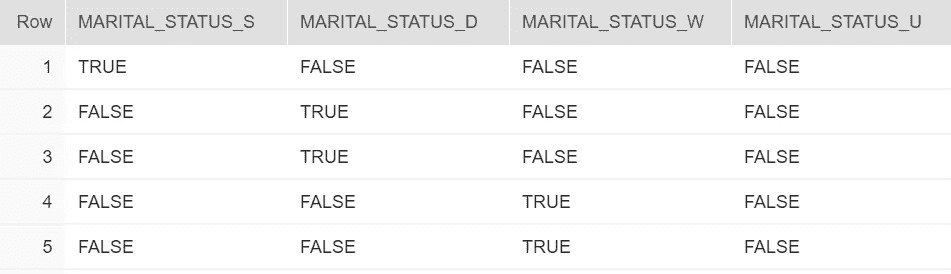 Row MARITAL_STATUS_S MARITAL_STATUS_D MARITAL_STATUS_W MARITAL_STATUS_U
1 TRUE FALSE FALSE FALSE
2 FALSE TRUE FALSE FALSE
3 FALSE TRUE FALSE FALSE
4 FALSE FALSE TRUE FALSE
5 FALSE FALSE TRUE FALSE